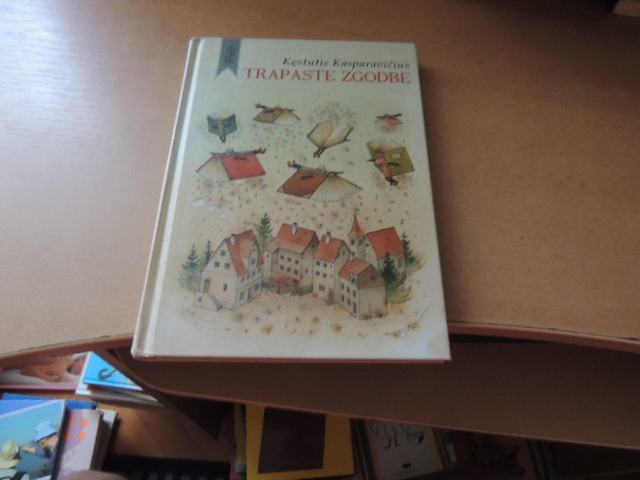 Kęstutis Kasparavičius
TRAPASTE ZGODBE